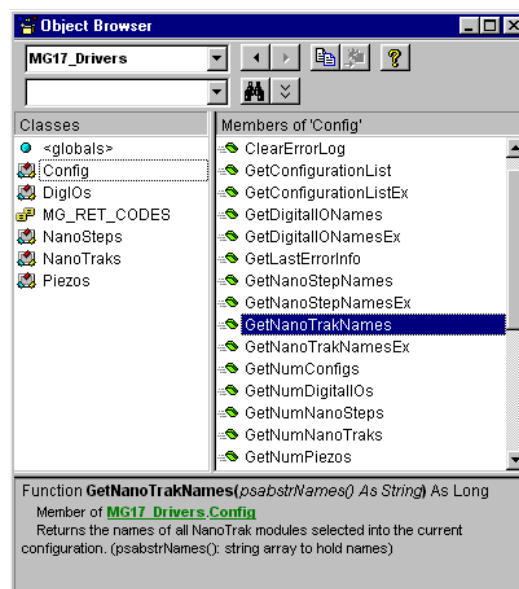 Object Browser
MG17_Drivers
Classes
Members of 'Config'
<globals>
Config
DigIOs
MG_RET_CODES
NanoSteps
NanoTraks
Piezos
ClearErrorLog
GetConfigurationList
GetConfigurationListEx
GetDigitalIONames
GetDigitalIONamesEx
GetLastErrorInfo
GetNanoStepNames
GetNanoStepNamesEx
GetNanoTrakNames
GetNanoTrakNamesEx
GetNumConfigs
GetNumDigitalIOs
GetNumNanoSteps
GetNumNanoTraks
GetNumPiezos
Function GetNanoTrakNames(psabstrNames() As String) As Long
Member of MG17_Drivers.Config
Returns the names of all NanoTrak modules selected into the current
configuration. (psabstrNames(): string array to hold names)